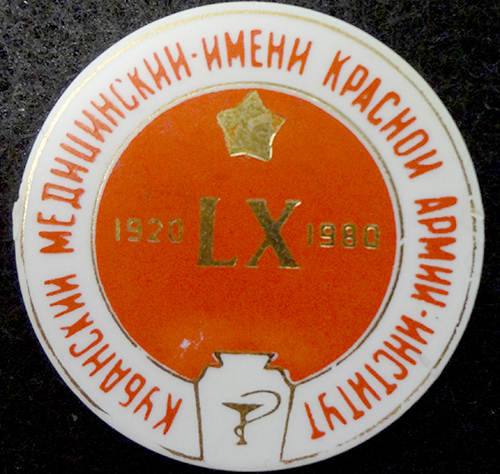 КУБАНСКИЙ МЕДИЦИНСКИЙ·ИМЕНИ КРАСНОЙ АРМИИ·ИНСТИТУТ
1920 LX 1980